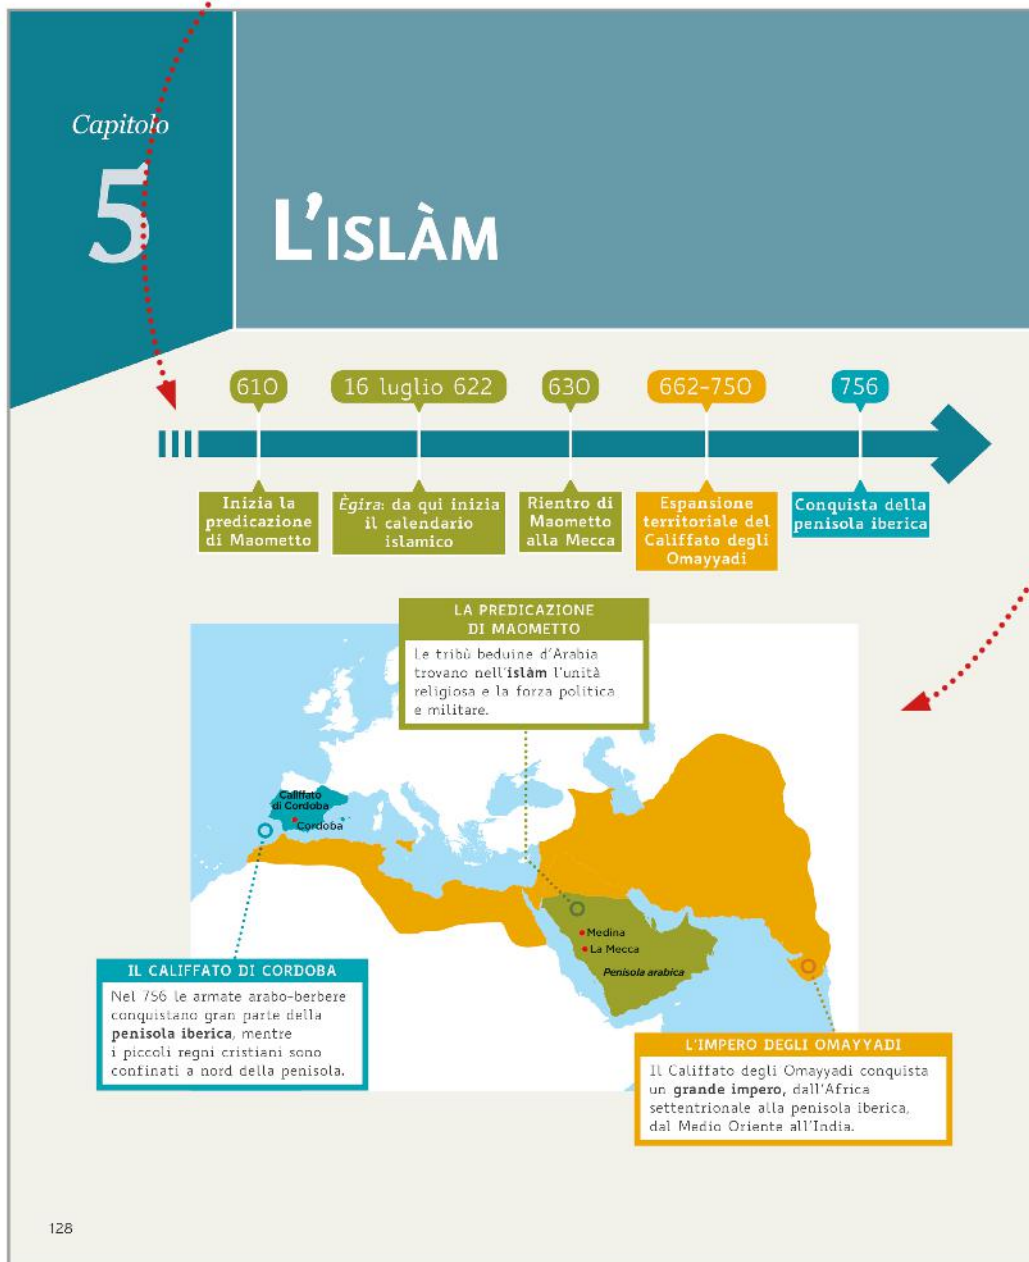 Capitolo
5
L'ISLÀM
610
16 luglio 622
630
662-750
756
Inizia la
predicazione
di Maometto
Ègira: da qui inizia
il calendario
islamico
Rientro di
Maometto
alla Mecca
Espansione
territoriale del
Califfato degli
Omayyadi
Conquista della
penisola iberica
LA PREDICAZIONE
DI MAOMETTO
Le tribù beduine d'Arabia
trovano nell'islàm l'unità
religiosa e la forza politica
e militare.
Califfato
di Cordoba
Cordoba
Medina
La Mecca
Penisola arabica
IL CALIFFATO DI CORDOBA
Nel 756 le armate arabo-berbere
conquistano gran parte della
penisola iberica, mentre
i piccoli regni cristiani sono
confinati a nord della penisola.
L'IMPERO DEGLI OMAYYADI
Il Califfato degli Omayyadi conquista
un grande impero, dall'Africa
settentrionale alla penisola iberica,
dal Medio Oriente all'India.
128